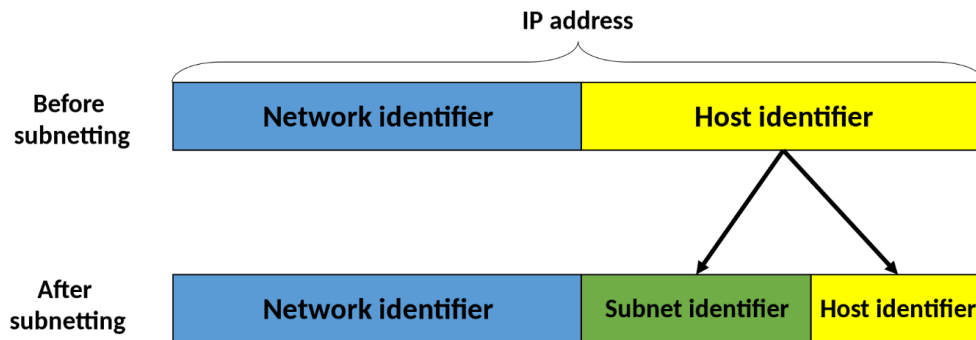 IP address
Before
subnetting
Network identifier
Host identifier
After
subnetting
Network identifier
Subnet identifier
Host identifier